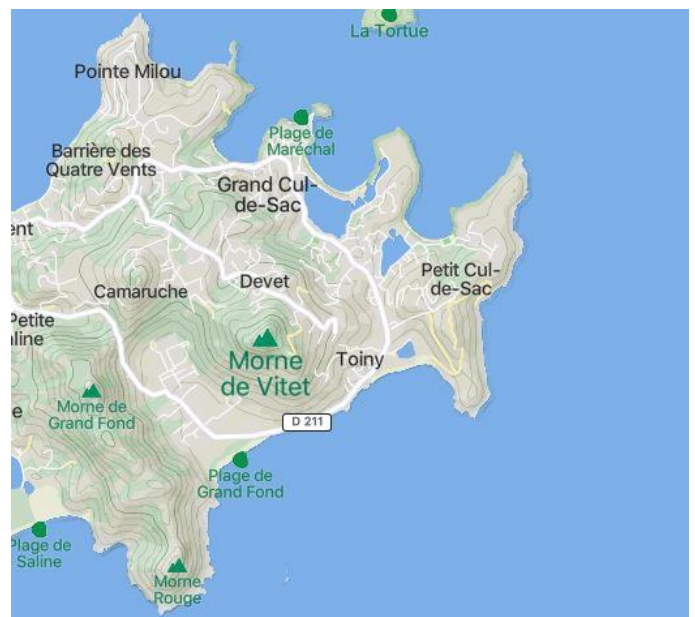 La Tortue
Pointe Milou
Plage de
Maréchal
Barrière des
Quatre Vents
Grand Cul-
de-Sac
ent
Devet
Petit Cul-
de-Sac
Camaruche
Petite
aline
Morne
de Vitet
Toiny
Morne de
Grand Fond
e
D 211
Plage de
Grand Fond
Plage de
Saline
Morne
Rouge